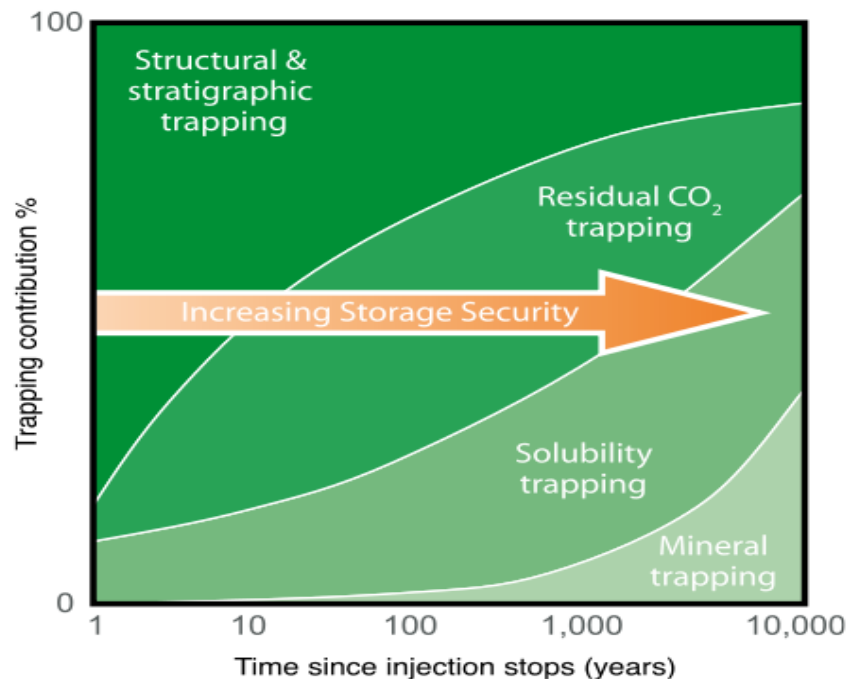 100
Structural &
stratigraphic
trapping
Residual CO₂
trapping
Increasing Storage Security
Solubility
trapping
Mineral
trapping
Trapping contribution %
0
1 10 100 1,000 10,000
Time since injection stops (years)